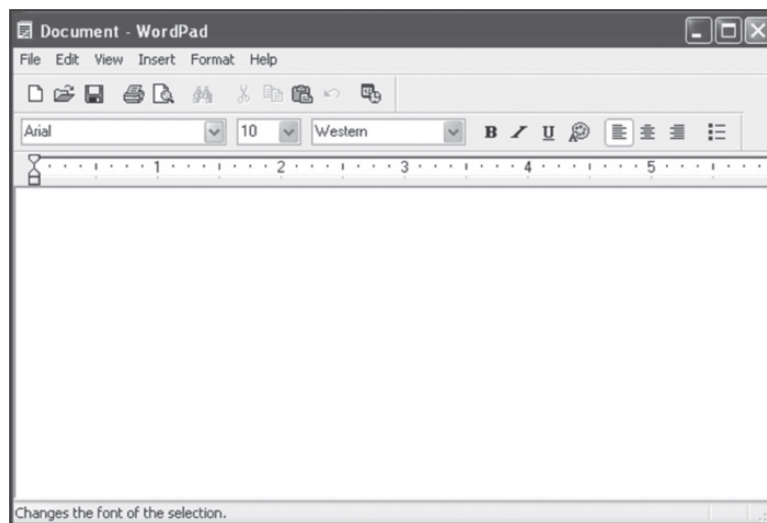 Document - WordPad
File Edit View Insert Format Help
Arial 10 Western B I U
1 2 3 4 5
Changes the font of the selection.